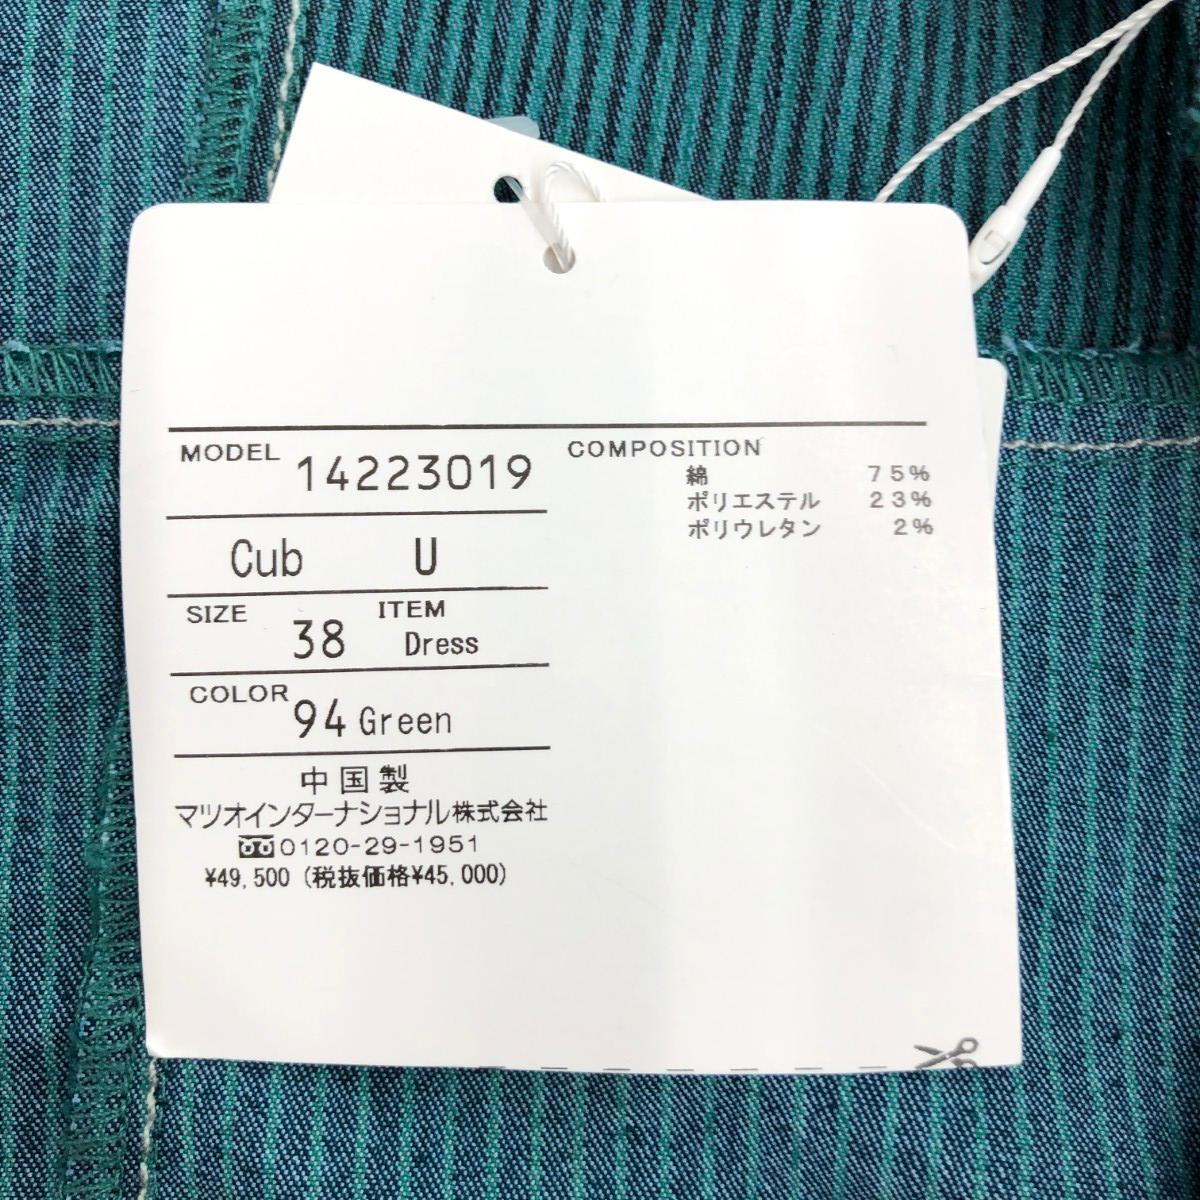 MODEL 14223019
Cub U
SIZE 38 ITEM Dress
COLOR 94 Green
中国製
マツオインターナショナル株式会社
0120-29-1951
¥49,500 (税抜価格¥45,000)
COMPOSITION
綿 75%
ポリエステル 23%
ポリウレタン 2%